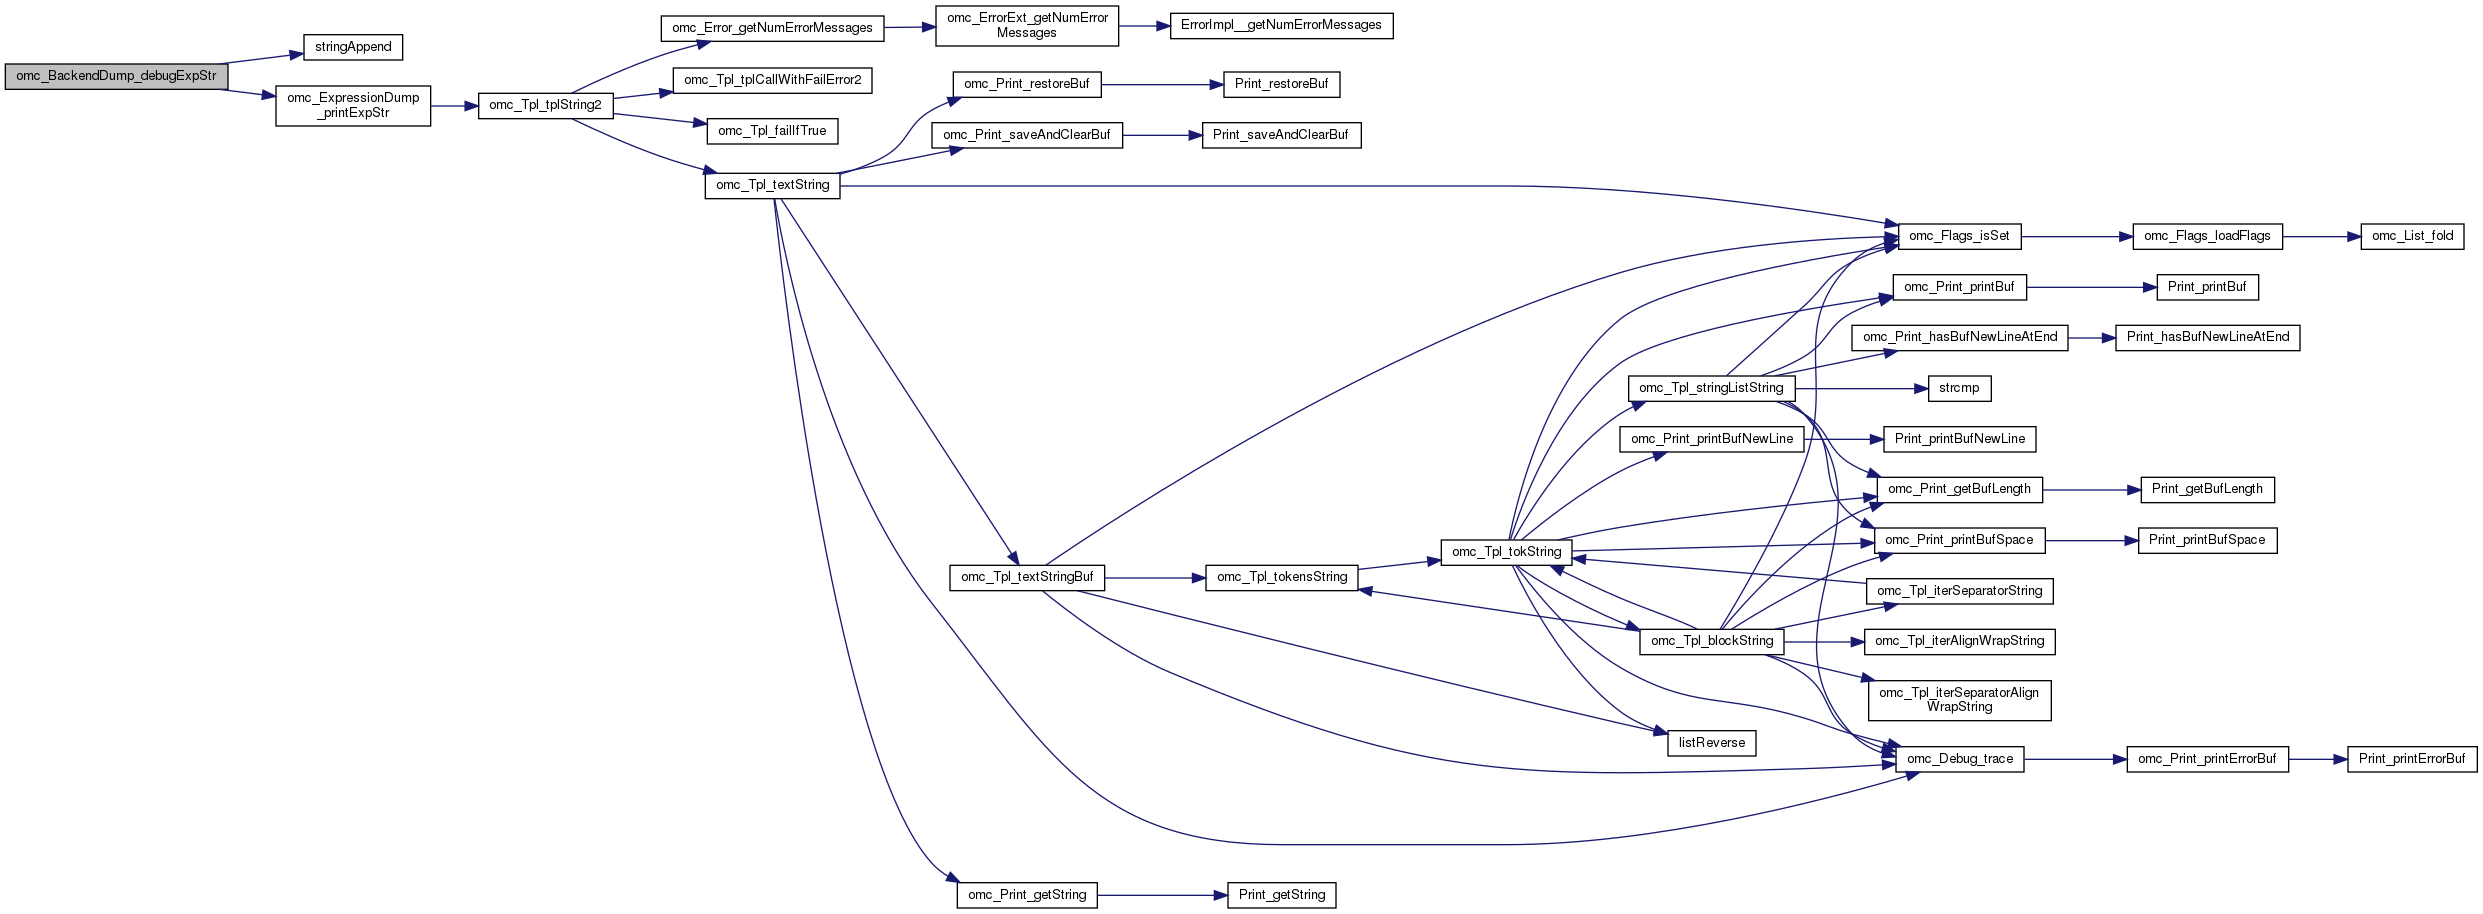 omc_BackendDump_debugExpStr
stringAppend
omc_ExpressionDump
_printExpStr
omc_Tpl_tplString2
omc_Error_getNumErrorMessages
omc_ErrorExt_getNumError
Messages
ErrorImpl__getNumErrorMessages
omc_Tpl_tplCallWithFailError2
omc_Tpl_failIfTrue
omc_Tpl_textString
omc_Print_restoreBuf
Print_restoreBuf
omc_Print_saveAndClearBuf
Print_saveAndClearBuf
omc_Flags_isSet
omc_Flags_loadFlags
omc_List_fold
omc_Print_printBuf
Print_printBuf
omc_Print_hasBufNewLineAtEnd
Print_hasBufNewLineAtEnd
omc_Tpl_stringListString
strcmp
omc_Print_printBufNewLine
Print_printBufNewLine
omc_Print_getBufLength
Print_getBufLength
omc_Tpl_tokString
omc_Print_printBufSpace
Print_printBufSpace
omc_Tpl_textStringBuf
omc_Tpl_tokensString
omc_Tpl_iterSeparatorString
omc_Tpl_blockString
omc_Tpl_iterAlignWrapString
omc_Tpl_iterSeparatorAlign
WrapString
listReverse
omc_Debug_trace
omc_Print_printErrorBuf
Print_printErrorBuf
omc_Print_getString
Print_getString